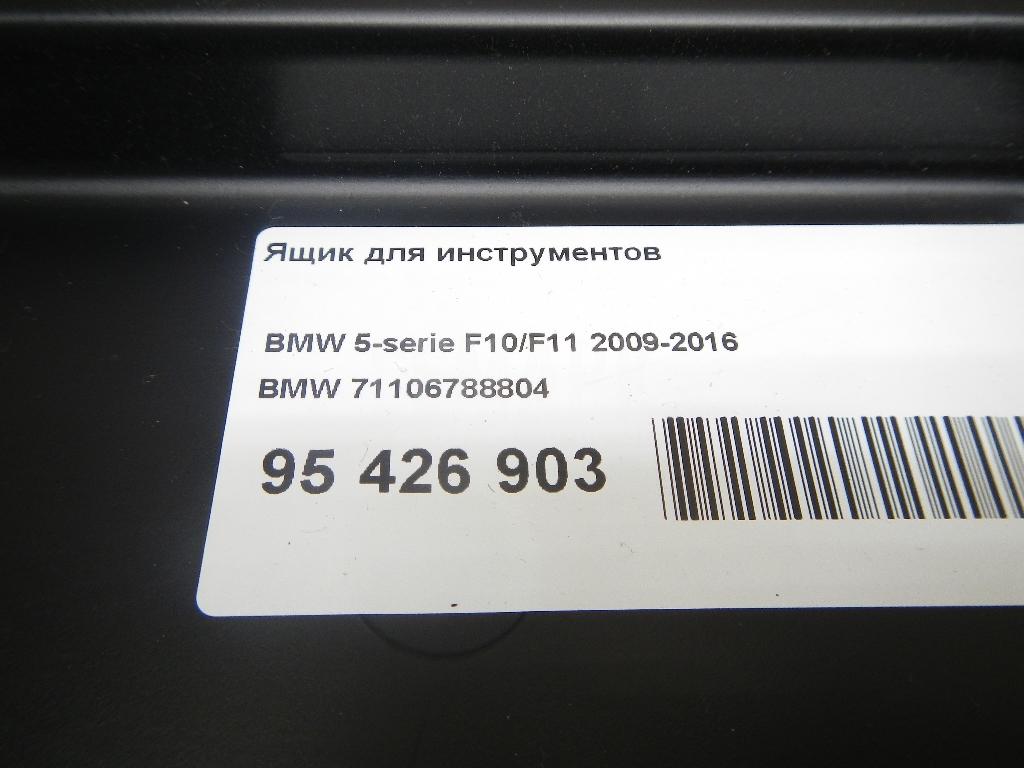 Ящик для инструментов
BMW 5-serie F10/F11 2009-2016
BMW 71106788804
95 426 903